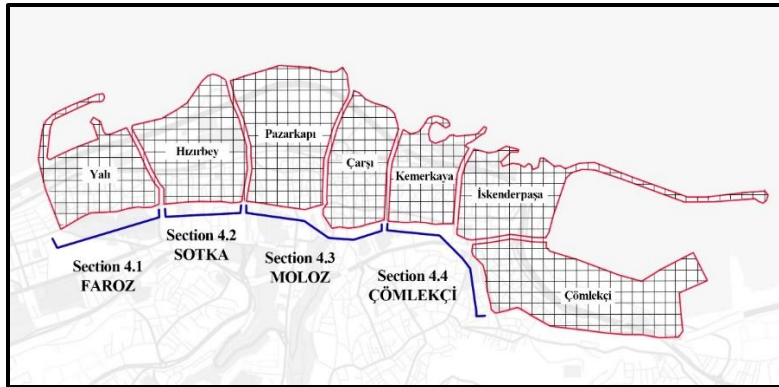 Yalı
Hızırbey
Pazarkapı
Çarşı
Kemerkaya
İskenderpaşa
Çömlekçi
Section 4.1
FAROZ
Section 4.2
SOTKA
Section 4.3
MOLOZ
Section 4.4
ÇÖMLEKÇİ